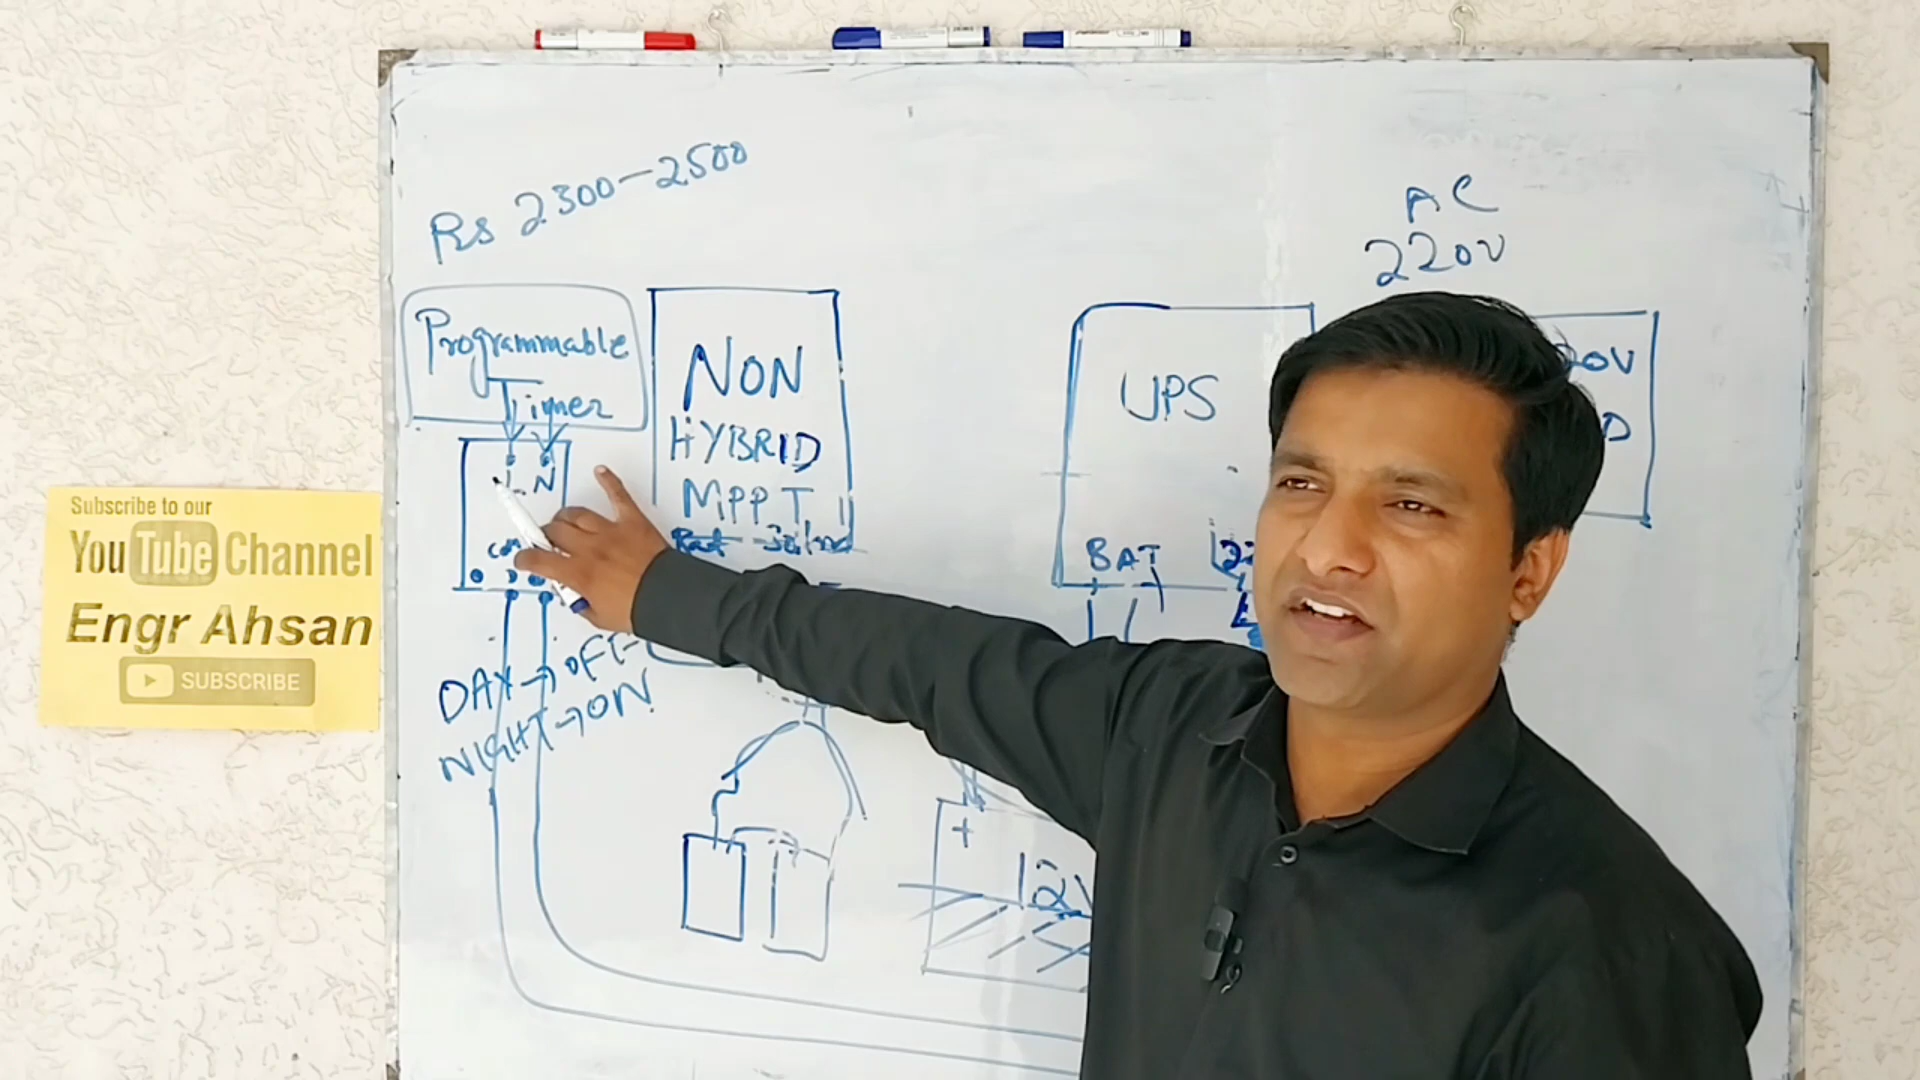 Rs 2300-2500
AC
220V
Programmable
Timer
L N
NON
HYBRID
MPPT
UPS
BAT
DAY→OFF
NIGHT→ON
+
12V
Subscribe to our
YouTube Channel
Engr Ahsan
SUBSCRIBE